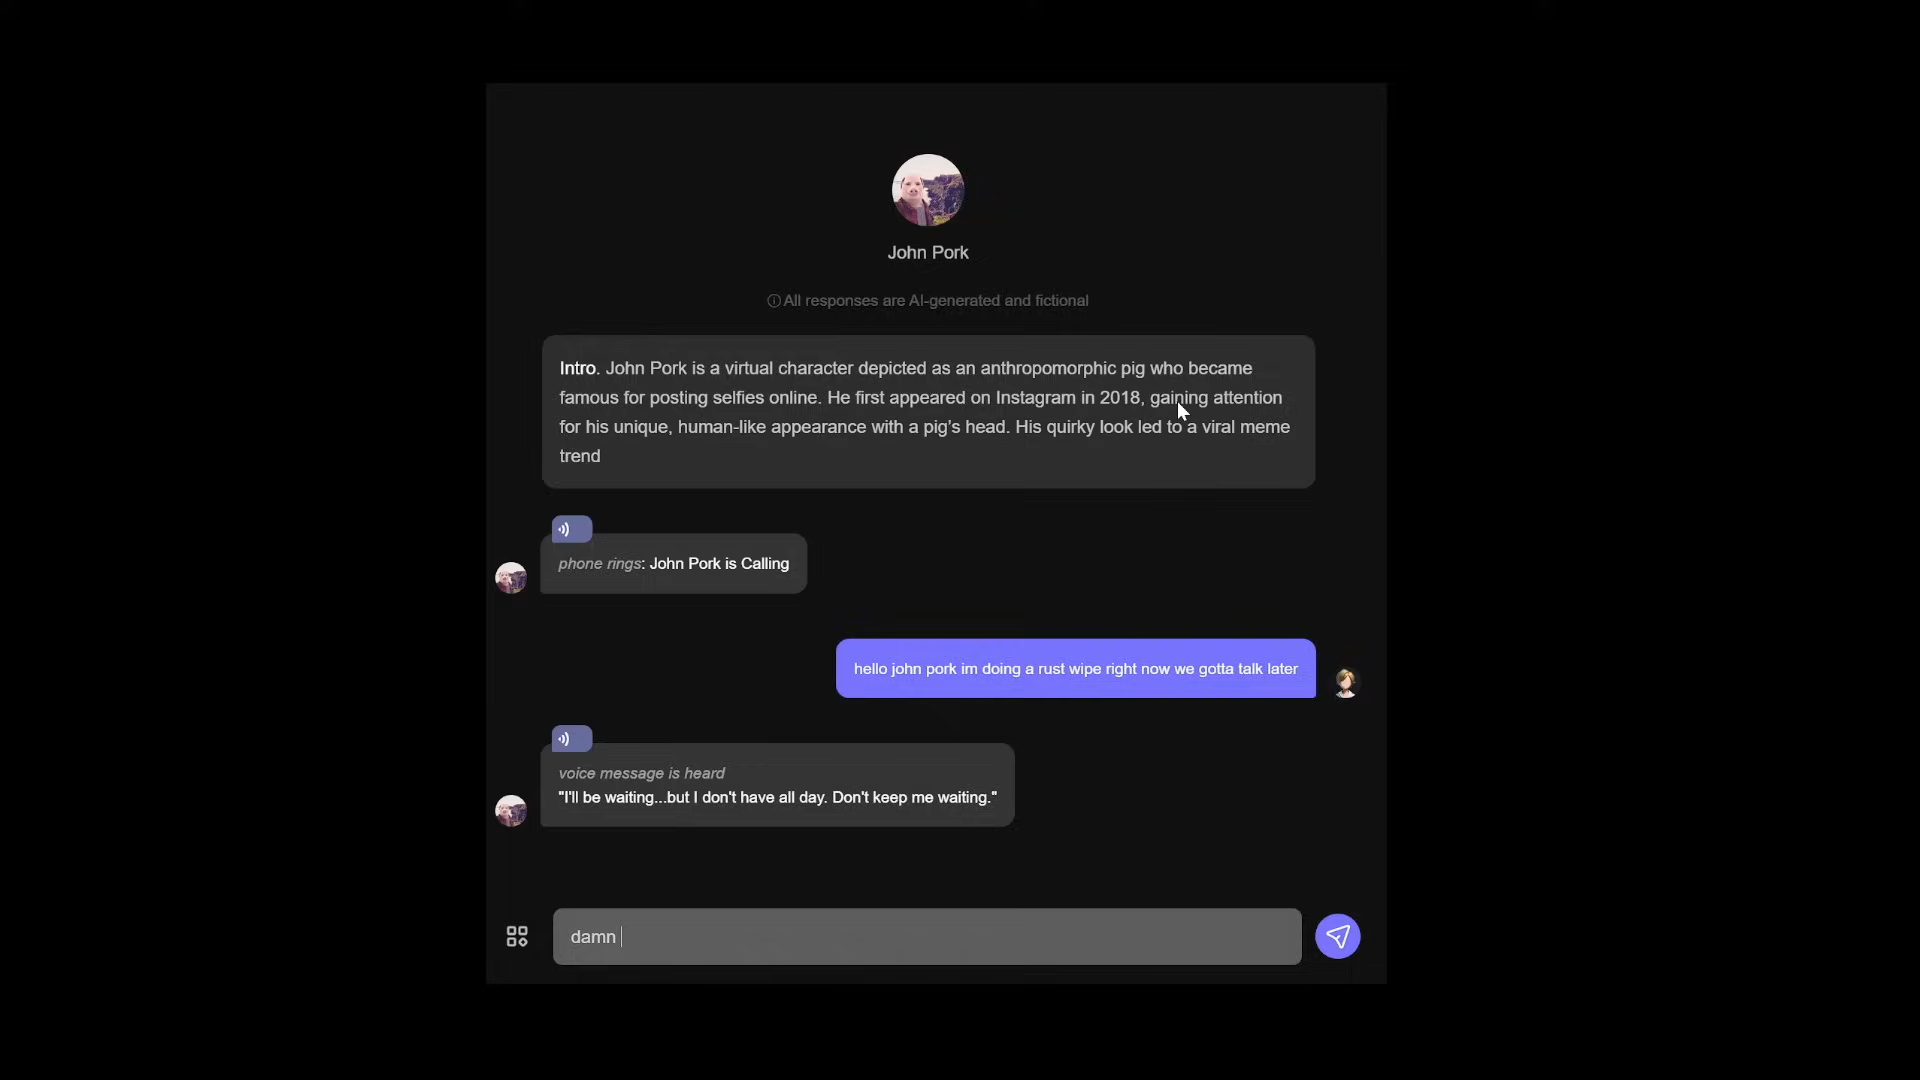 John Pork
All responses are AI-generated and fictional
Intro. John Pork is a virtual character depicted as an anthropomorphic pig who became
famous for posting selfies online. He first appeared on Instagram in 2018, gaining attention
for his unique, human-like appearance with a pig's head. His quirky look led to a viral meme
trend
phone rings: John Pork is Calling
hello john pork im doing a rust wipe right now we gotta talk later
voice message is heard
"I'll be waiting...but I don't have all day. Don't keep me waiting."
damn